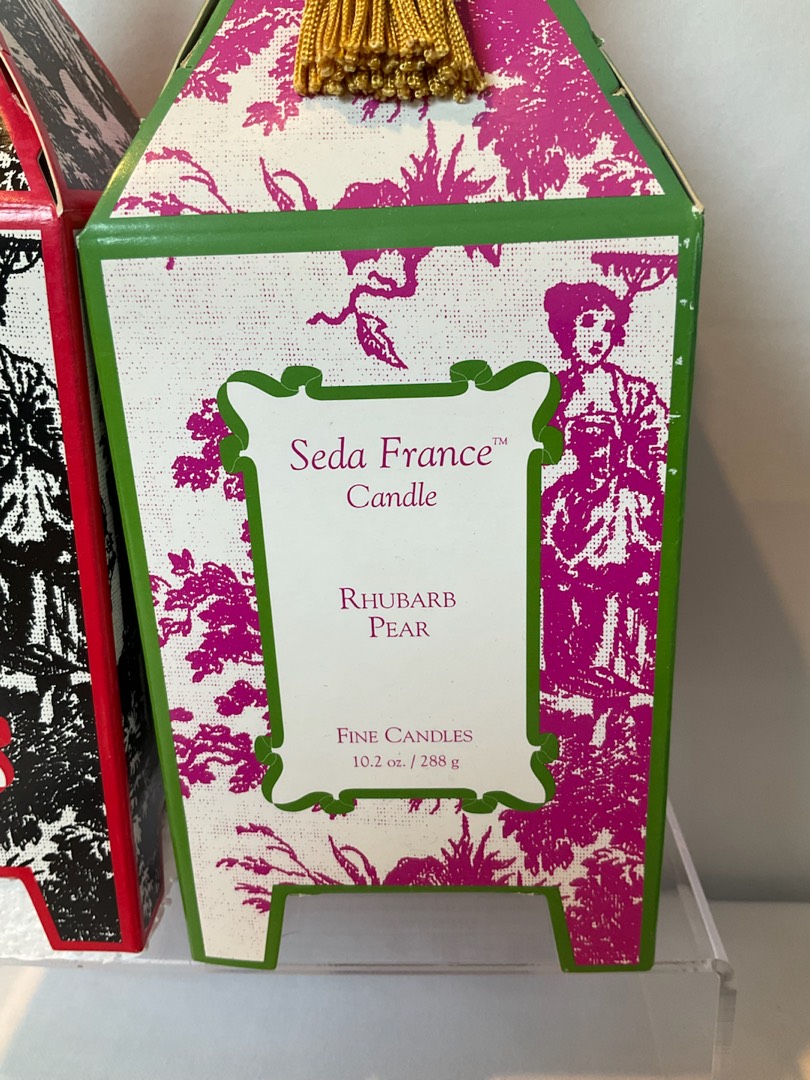 Seda France™
Candle
RHUBARB
PEAR
FINE CANDLES
10.2 oz. / 288 g